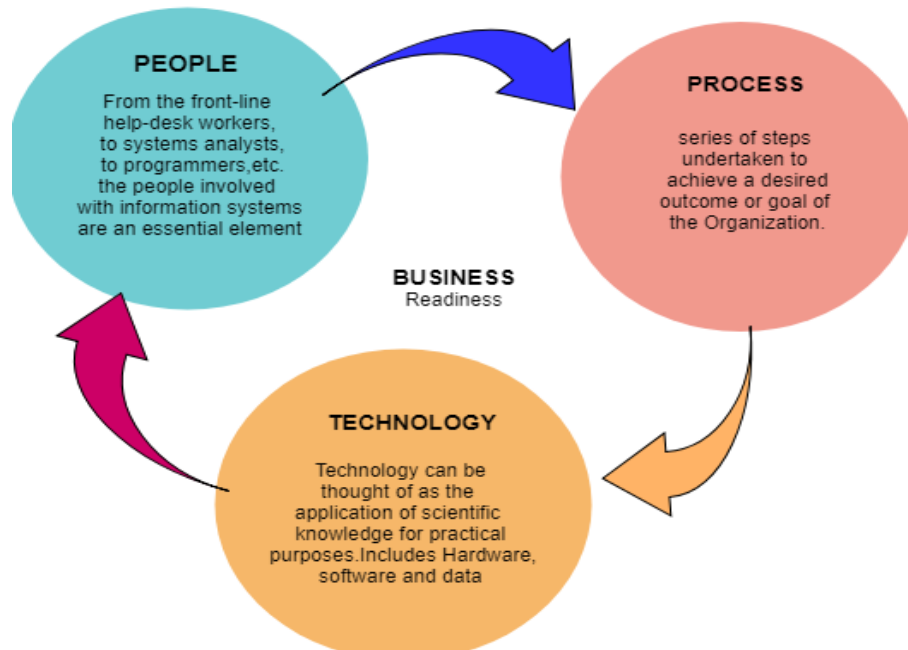 PEOPLE
From the front-line
help-desk workers,
to systems analysts,
to programmers,etc.
the people involved
with information systems
are an essential element
PROCESS
series of steps
undertaken to
achieve a desired
outcome or goal of
the Organization.
BUSINESS
Readiness
TECHNOLOGY
Technology can be
thought of as the
application of scientific
knowledge for practical
purposes.Includes Hardware,
software and data